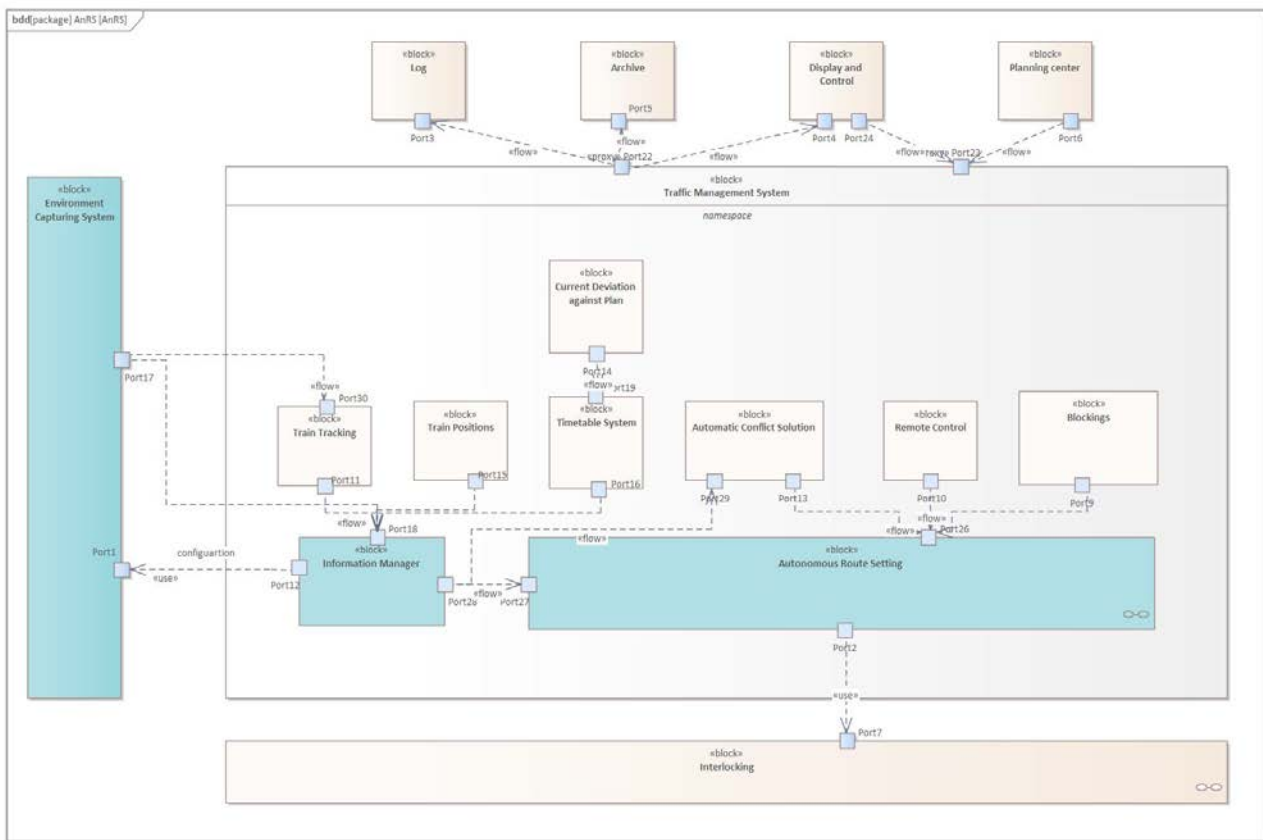 bdd[package] AnRS [AnRS]
«block»
Log
Port3
«block»
Archive
Port5
«block»
Display and
Control
Port4
Port24
«block»
Planning center
Port6
«flow»
«flow»
«flow»
«flow»
«flow»
Port22
Port23
«block»
Environment
Capturing System
Port17
Port1
«block»
Traffic Management System
namespace
«block»
Current Deviation
against Plan
Port14
«flow»
Port30
«flow»
«block»
Train Tracking
Port11
«block»
Train Positions
Port15
«block»
Timetable System
Port16
«block»
Automatic Conflict Solution
Port29
Port13
«block»
Remote Control
Port10
«block»
Blockings
Port9
«flow»
Port18
«flow»
«flow»
«flow»
Port26
configuartion
«use»
Port12
«block»
Information Manager
Port28
«flow»
Port27
«block»
Autonomous Route Setting
Port2
«use»
Port7
«block»
Interlocking